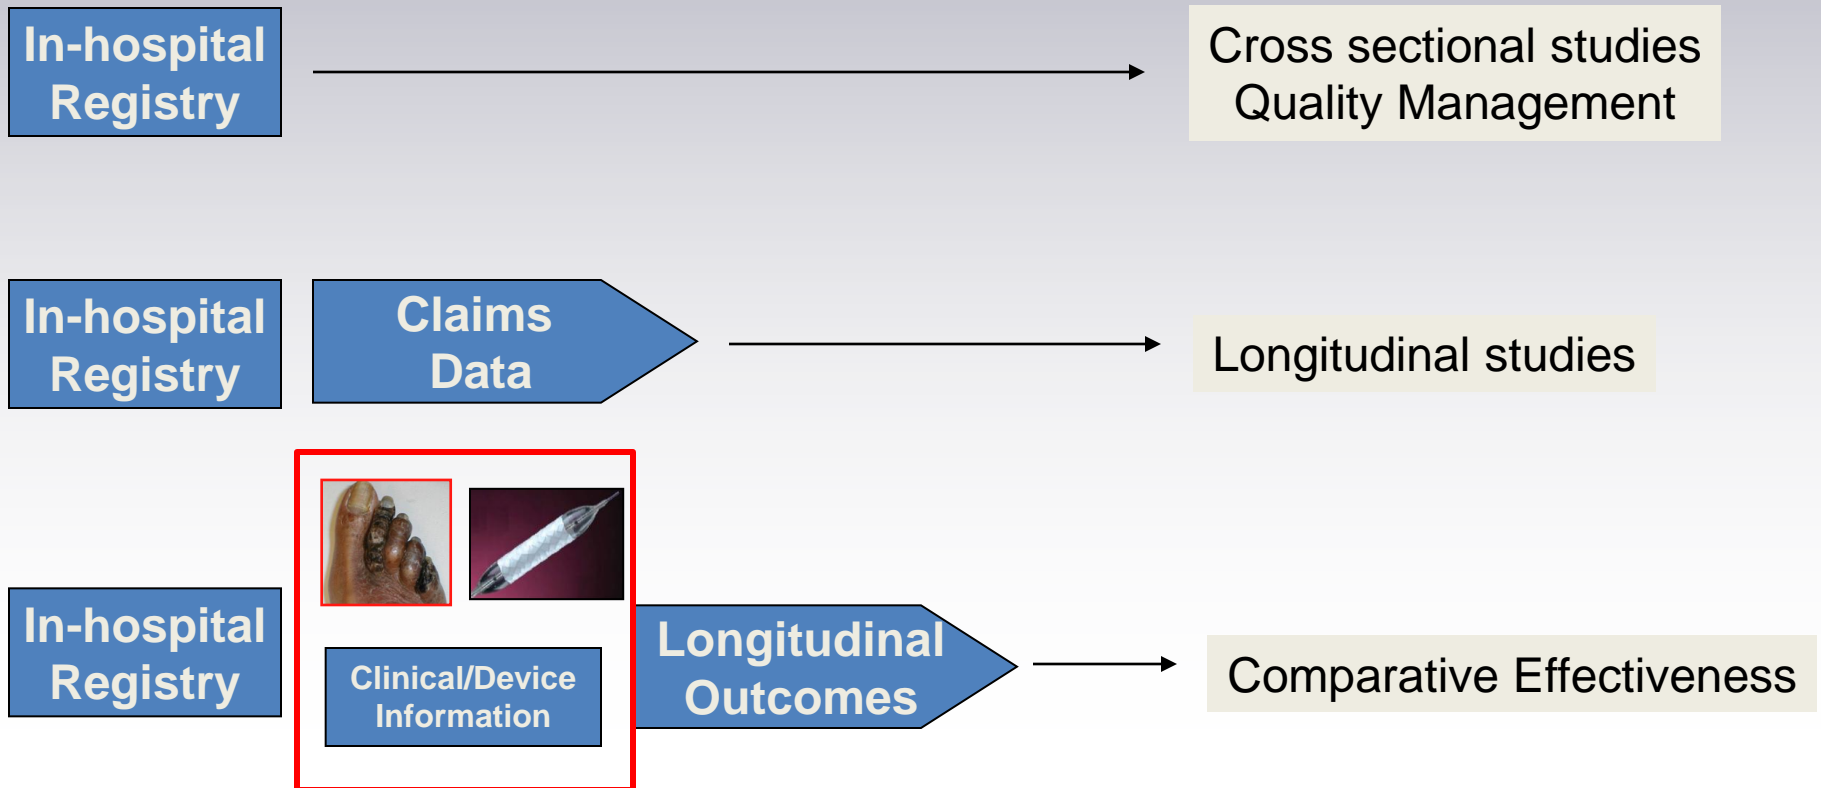 In-hospital
Registry
Cross sectional studies
Quality Management
In-hospital
Registry
Claims
Data
Longitudinal studies
In-hospital
Registry
Clinical/Device
Information
Longitudinal
Outcomes
Comparative Effectiveness